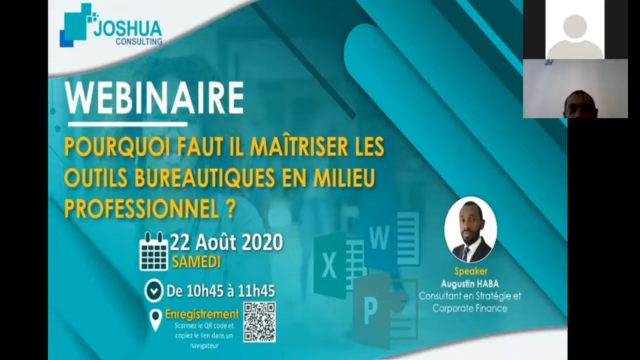 JOSHUA
CONSULTING
WEBINAIRE
POURQUOI FAUT IL MAÎTRISER LES
OUTILS BUREAUTIQUES EN MILIEU
PROFESSIONNEL ?
22 Août 2020
SAMEDI
De 10h45 à 11h45
Enregistrement
Scannez le QR code et
copiez le lien dans un
navigateur
X
W
P
Speaker
Augustin HABA
Consultant en Stratégie et
Corporate Finance